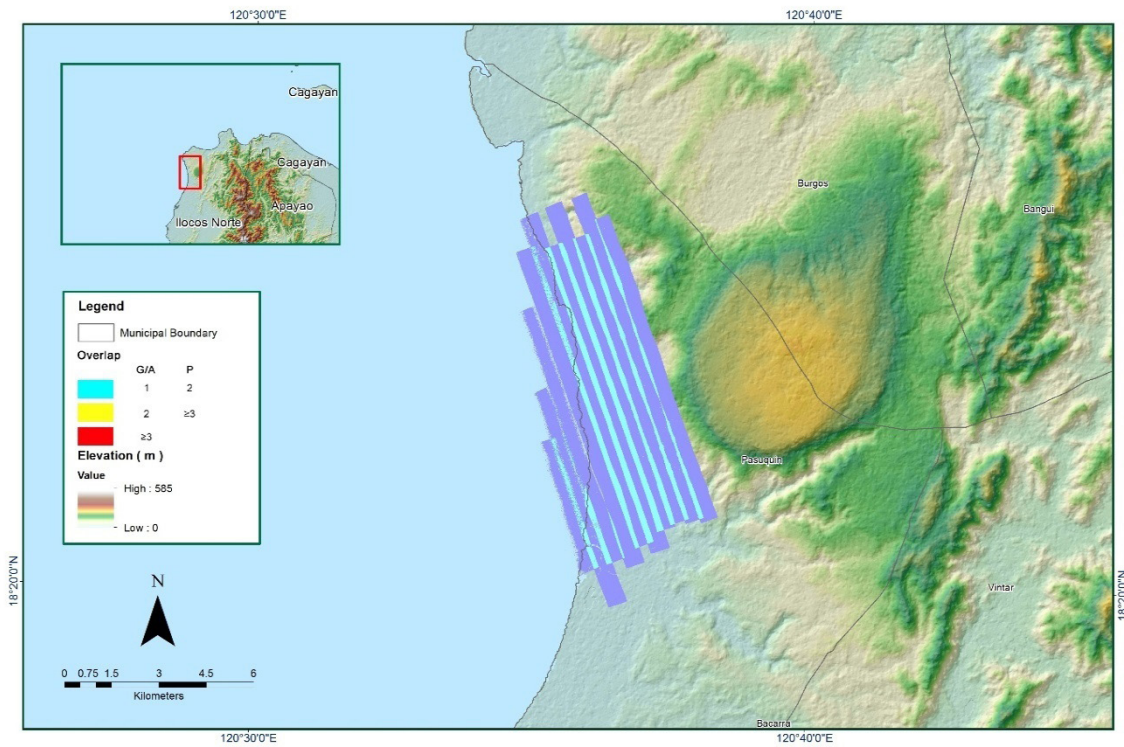 120°30'0"E
120°40'0"E
Cagayan
Gagayan
Apayao
Ilocos Norte
Burgos
Bangui
Legend
Municipal Boundary
Overlap
G/A P
1 2
2 ≥3
≥3
Elevation ( m )
Value
High : 585
Low : 0
Pasuquin
18°20'0"N
18°20'0"N
Vintar
N
0 0.75 1.5 3 4.5 6
Kilometers
Bacarra
120°30'0"E
120°40'0"E